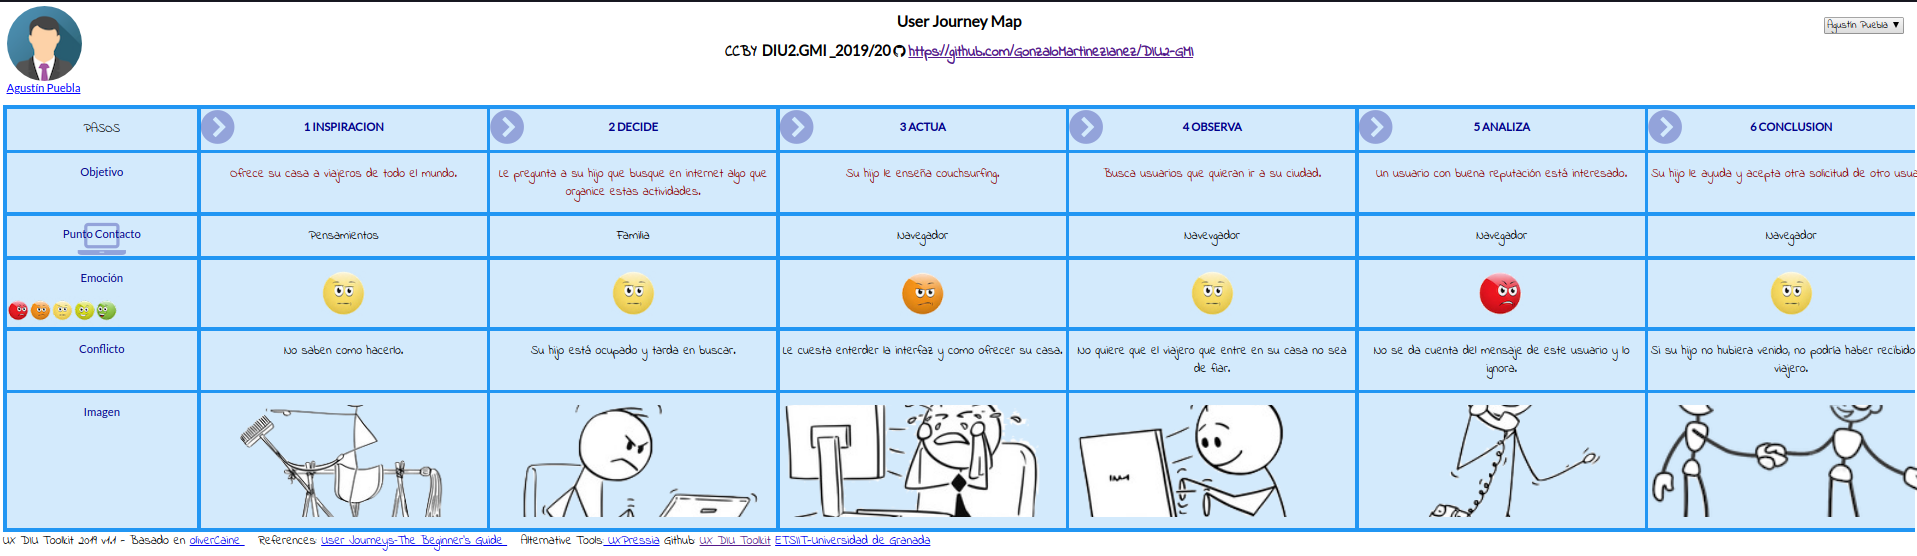 User Journey Map
Agustín Puebla ▼
CCBY DIU2.GMI_2019/20 https://github.com/GonzaloMartinezIanez/DIU2-GMI
Agustín Puebla
PASOS
1 INSPIRACION
2 DECIDE
3 ACTUA
4 OBSERVA
5 ANALIZA
6 CONCLUSION
Objetivo
Ofrece su casa a viajeros de todo el mundo.
Le pregunta a su hijo que busque en internet algo que
organice estas actividades.
Su hijo le enseña couchsurfing.
Busca usuarios que quieran ir a su ciudad.
Un usuario con buena reputación está interesado.
Su hijo le ayuda y acepta otra solicitud de otro usua
Punto Contacto
Pensamientos
Familia
Navegador
Navevgador
Navegador
Navegador
Emoción
Conflicto
No saben como hacerlo.
Su hijo está ocupado y tarda en buscar.
Le cuesta enterder la interfaz y como ofrecer su casa.
No quiere que el viajero que entre en su casa no sea
de fiar.
No se da cuenta del mensaje de este usuario y lo
ignora.
Si su hijo no hubiera venido, no podría haber recibido
viajero.
Imagen
UX DIU Toolkit 2019 v1.1 - Basado en oliverCaine References: User Journeys-The Beginner's Guide Alternative Tools: UXPressia Github: UX DIU Toolkit ETSIIT-Universidad de Granada